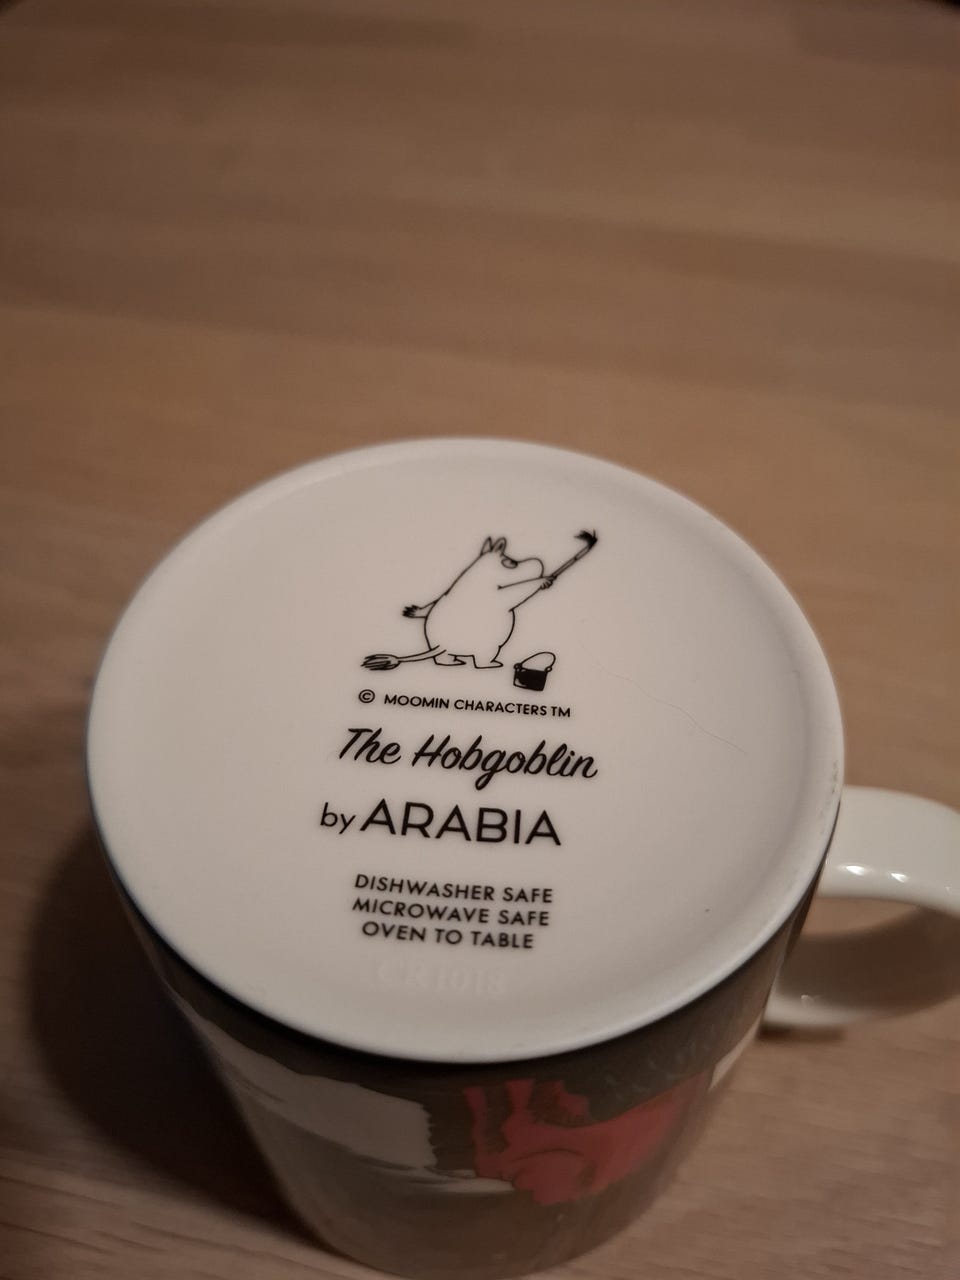 © MOOMIN CHARACTERS TM
The Hobgoblin
by ARABIA
DISHWASHER SAFE
MICROWAVE SAFE
OVEN TO TABLE